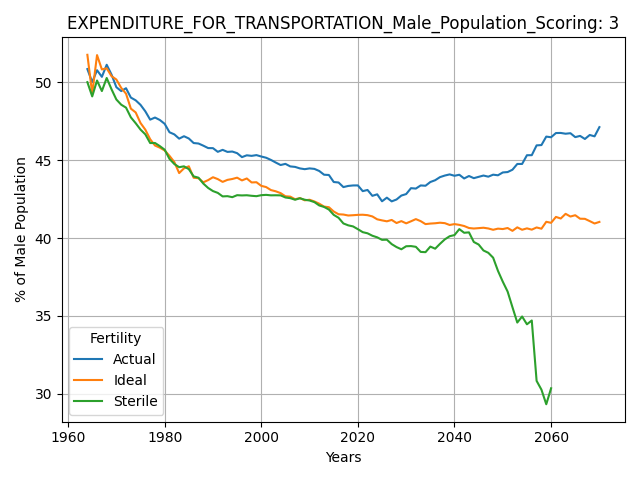 EXPENDITURE_FOR_TRANSPORTATION_Male_Population_Scoring: 3
% of Male Population
50
45
40
35
30
Fertility
Actual
Ideal
Sterile
1960 1980 2000 2020 2040 2060
Years